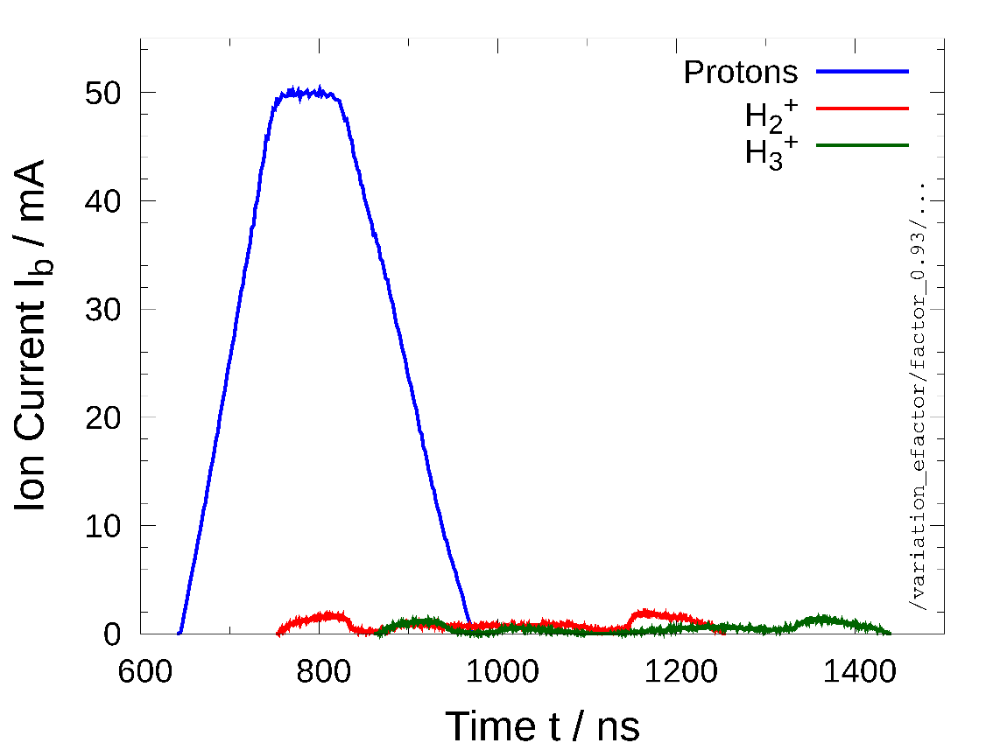 Protons
H₂⁺
H₃⁺
50
40
30
20
10
0
Ion Current I_b / mA
600 800 1000 1200 1400
Time t / ns
/variation_efactor/factor_0.93/...